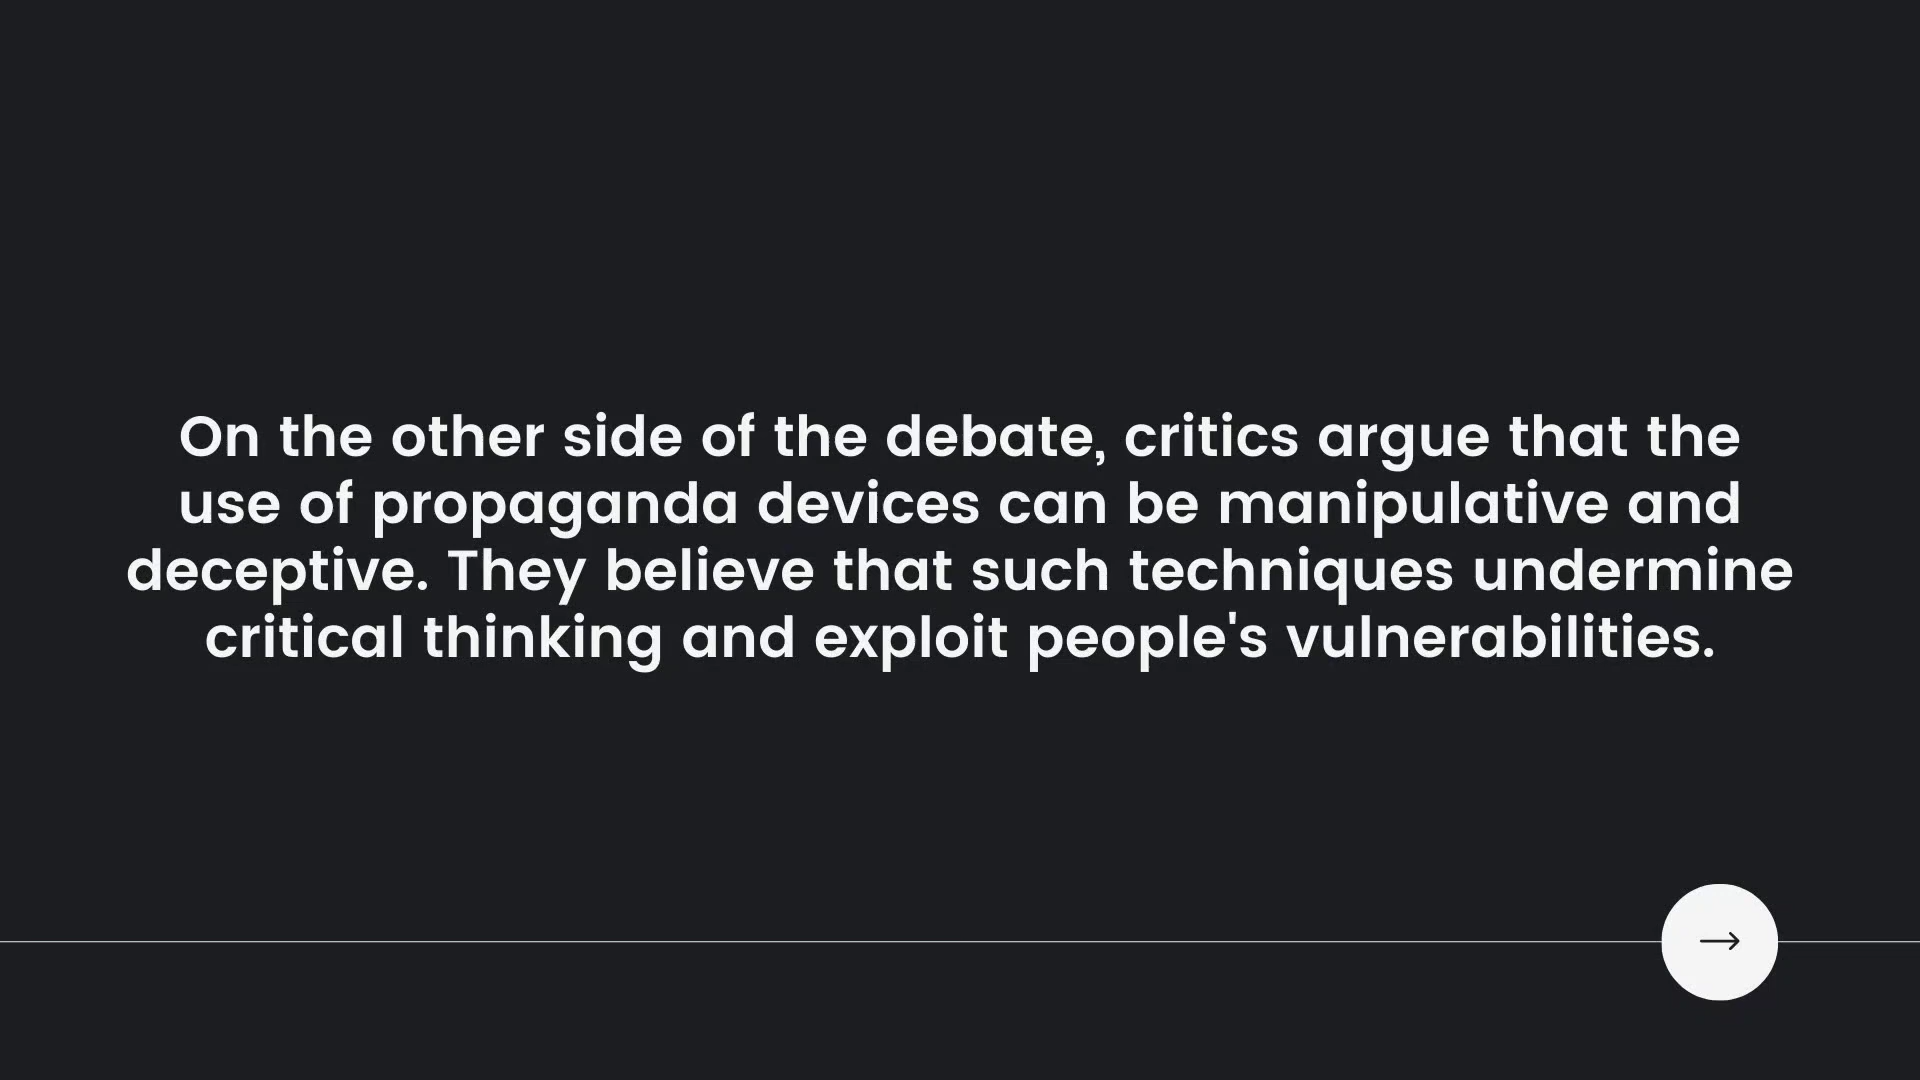 On the other side of the debate, critics argue that the
use of propaganda devices can be manipulative and
deceptive. They believe that such techniques undermine
critical thinking and exploit people's vulnerabilities.